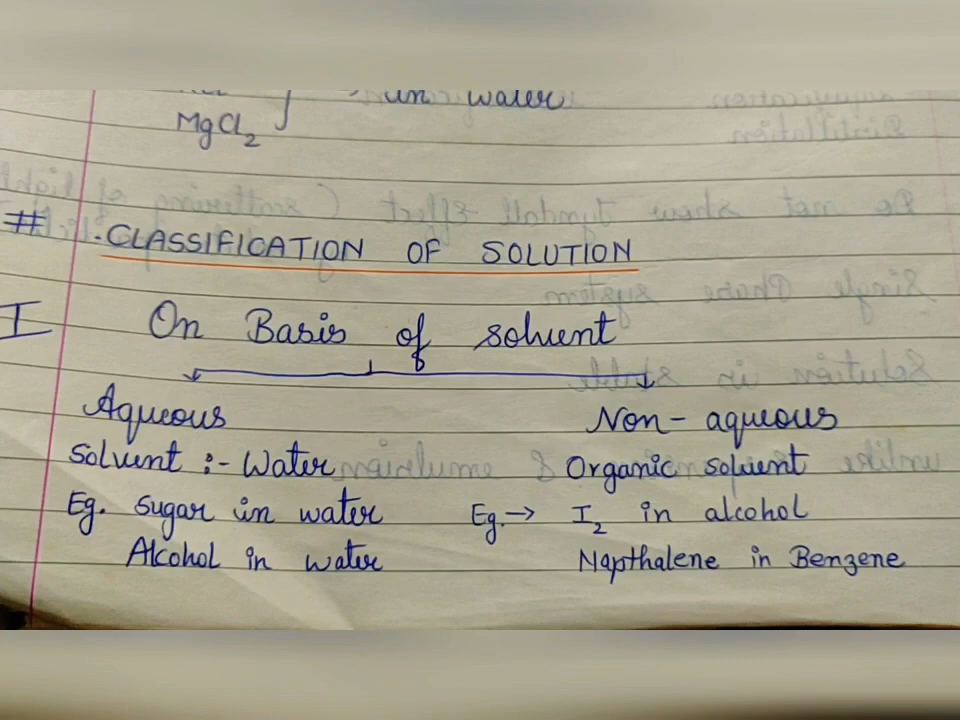 in water
MgCl2
# CLASSIFICATION OF SOLUTION
I On Basis of solvent
Aqueous Non-aqueous
Solvent :- Water Organic solvent
Eg. Sugar in water Eg.→ I2 in alcohol
Alcohol in water Napthalene in Benzene